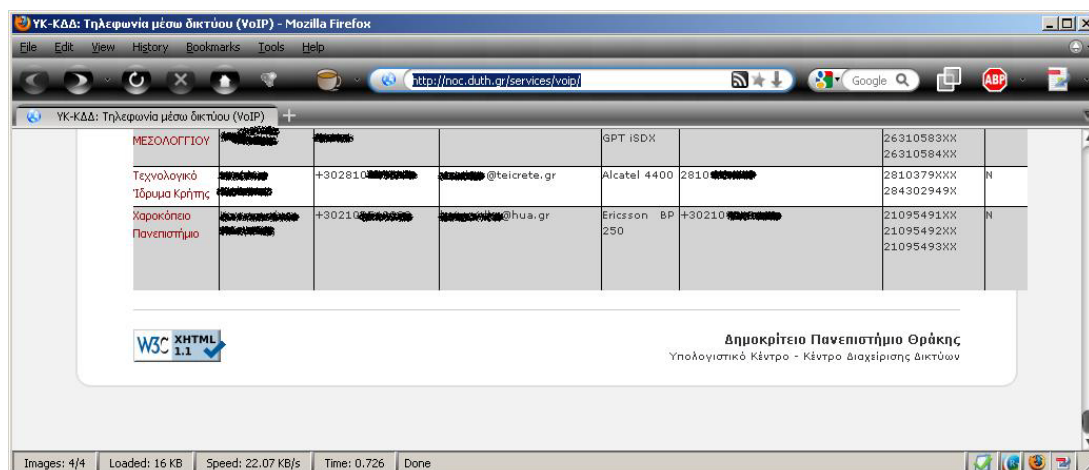 ΥΚ-ΚΔΔ: Τηλεφωνία μέσω δικτύου (VoIP) - Mozilla Firefox
File Edit View History Bookmarks Tools Help
http://noc.duth.gr/services/voip/
Google
ABP
ΥΚ-ΚΔΔ: Τηλεφωνία μέσω δικτύου (VoIP)
ΜΕΣΟΛΟΓΓΙΟΥ GPT iSDX 26310583XX
26310584XX
Τεχνολογικό +302810 @teicrete.gr Alcatel 4400 2810 2810379XXX N
Ίδρυμα Κρήτης 284302949X
Χαροκόπειο +30210 @hua.gr Ericsson BP +30210 21095491XX N
Πανεπιστήμιο 250 21095492XX
21095493XX
W3C XHTML 1.1
Δημοκρίτειο Πανεπιστήμιο Θράκης
Υπολογιστικό Κέντρο - Κέντρο Διαχείρισης Δικτύων
Images: 4/4 Loaded: 16 KB Speed: 22.07 KB/s Time: 0.726 Done